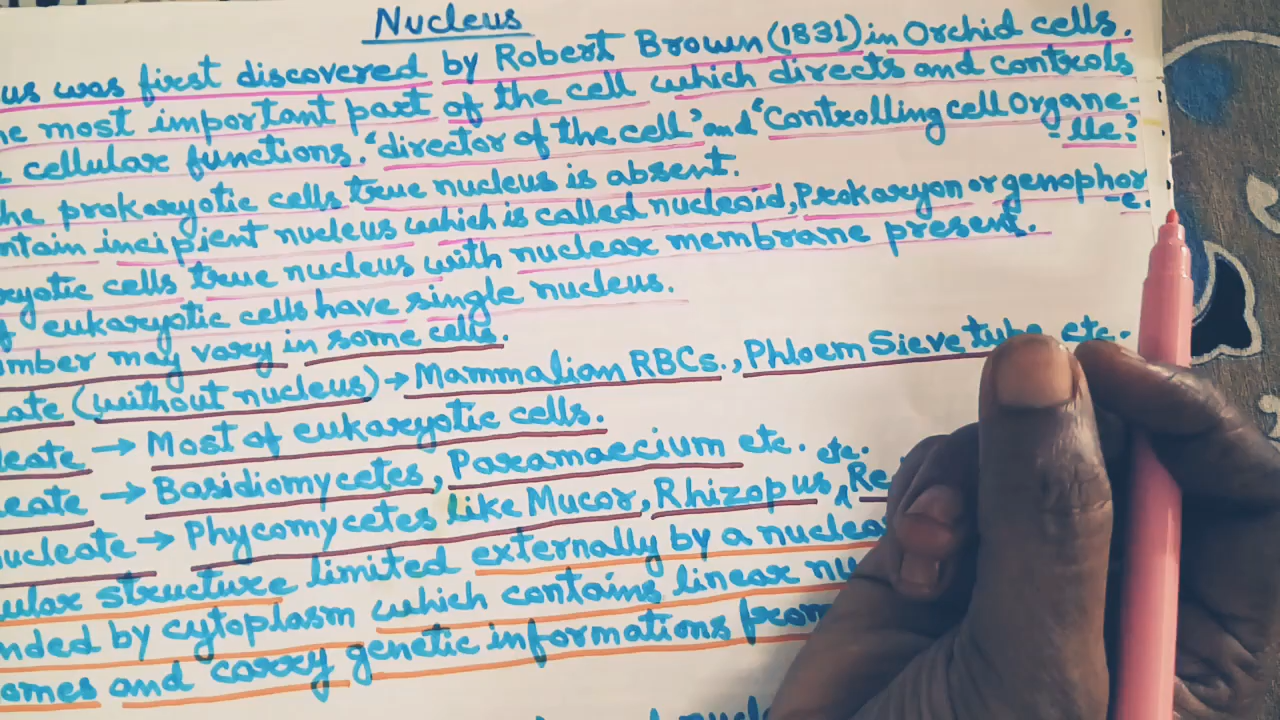 Nucleus
us was first discovered by Robert Brown (1831) in Orchid cells.
he most important part of the cell which directs and controls
cellular functions. 'director of the cell' and 'Controlling cell Organe-
-lle'.
he prokaryotic cells true nucleus is absent.
ntain incipient nucleus which is called nucleoid, Prokaryon or genophor
-e.
ryotic cells true nucleus with nuclear membrane present.
f eukaryotic cells have single nucleus.
mber may vary in some cells.
ate (without nucleus) → Mammalian RBCs., Phloem Sieve tube etc.
leate → Most of eukaryotic cells.
eate → Basidiomycetes, Paramaecium etc.
nucleate → Phycomycetes like Mucor, Rhizopus ∧ etc. Re
ular structure limited externally by a nuclea
nded by cytoplasm which contains linear nu
omes and carry genetic informations from